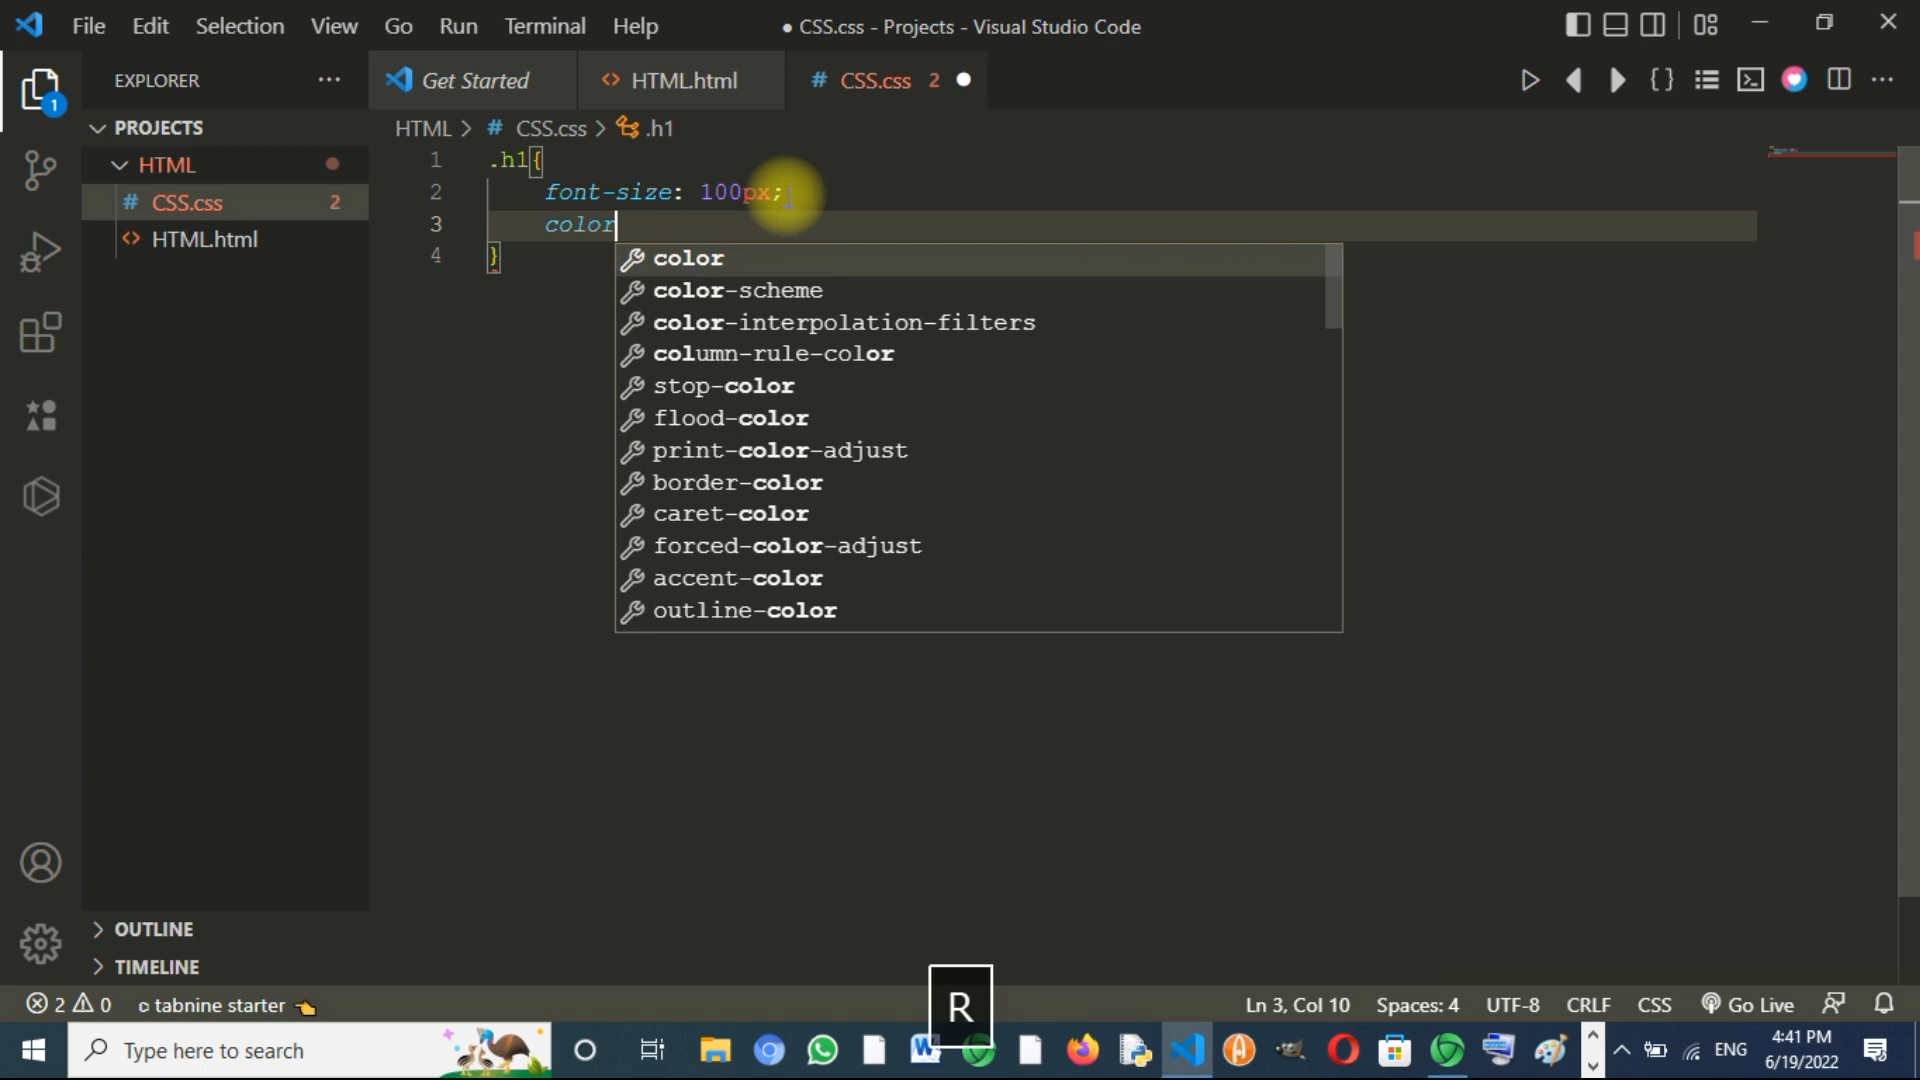 File Edit Selection View Go Run Terminal Help ● CSS.css - Projects - Visual Studio Code
EXPLORER ··· Get Started <> HTML.html # CSS.css 2 ●
PROJECTS HTML > # CSS.css > .h1
1
HTML
# CSS.css 2
<> HTML.html
1 .h1{
2 font-size: 100px;
3 color
4 }
color
color-scheme
color-interpolation-filters
column-rule-color
stop-color
flood-color
print-color-adjust
border-color
caret-color
forced-color-adjust
accent-color
outline-color
OUTLINE
TIMELINE
R
2 0 tabnine starter 👈 Ln 3, Col 10 Spaces: 4 UTF-8 CRLF CSS Go Live
Type here to search ENG 4:41 PM
6/19/2022